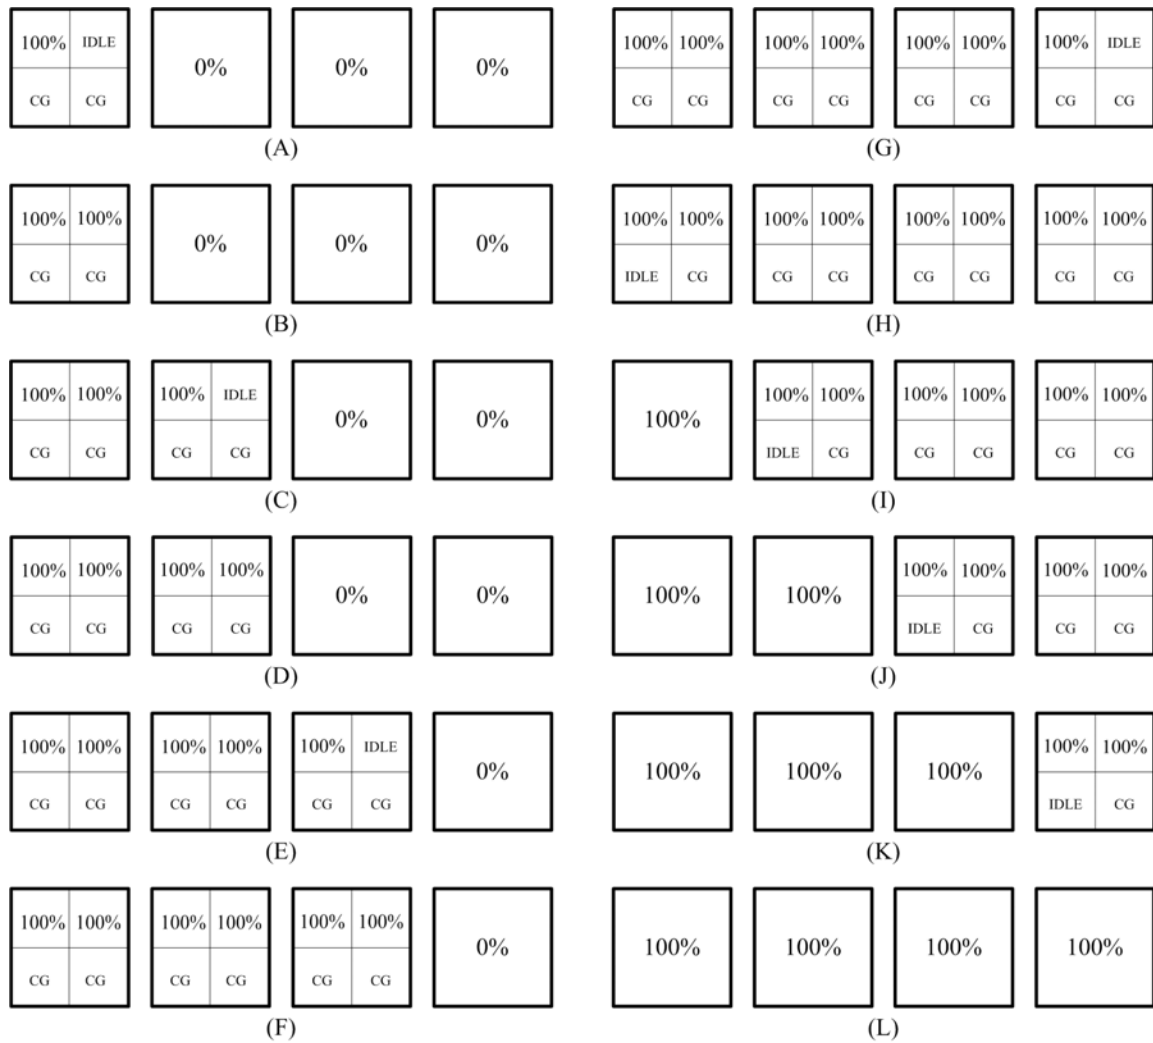 100% IDLE
0% 0% 0%
CG CG
(A)
100% 100%
0% 0% 0%
CG CG
(B)
100% 100% 100% IDLE
0% 0%
CG CG CG CG
(C)
100% 100% 100% 100%
0% 0%
CG CG CG CG
(D)
100% 100% 100% 100% 100% IDLE
0%
CG CG CG CG CG CG
(E)
100% 100% 100% 100% 100% 100%
0%
CG CG CG CG CG CG
(F)
100% 100% 100% 100% 100% 100% 100% IDLE
CG CG CG CG CG CG CG CG
(G)
100% 100% 100% 100% 100% 100% 100% 100%
IDLE CG CG CG CG CG CG CG
(H)
100% 100% 100% 100% 100% 100%
100%
IDLE CG CG CG CG CG
(I)
100% 100% 100% 100%
100% 100%
IDLE CG CG CG
(J)
100% 100%
100% 100% 100%
IDLE CG
(K)
100% 100% 100% 100%
(L)